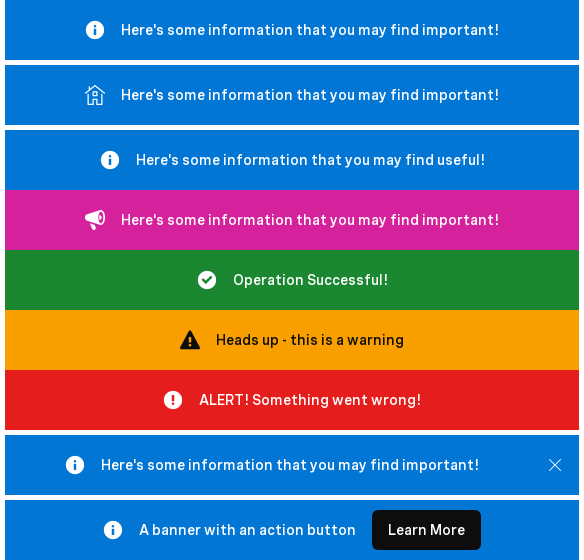 Here's some information that you may find important!
Here's some information that you may find important!
Here's some information that you may find useful!
Here's some information that you may find important!
Operation Successful!
Heads up - this is a warning
ALERT! Something went wrong!
Here's some information that you may find important!
A banner with an action button Learn More